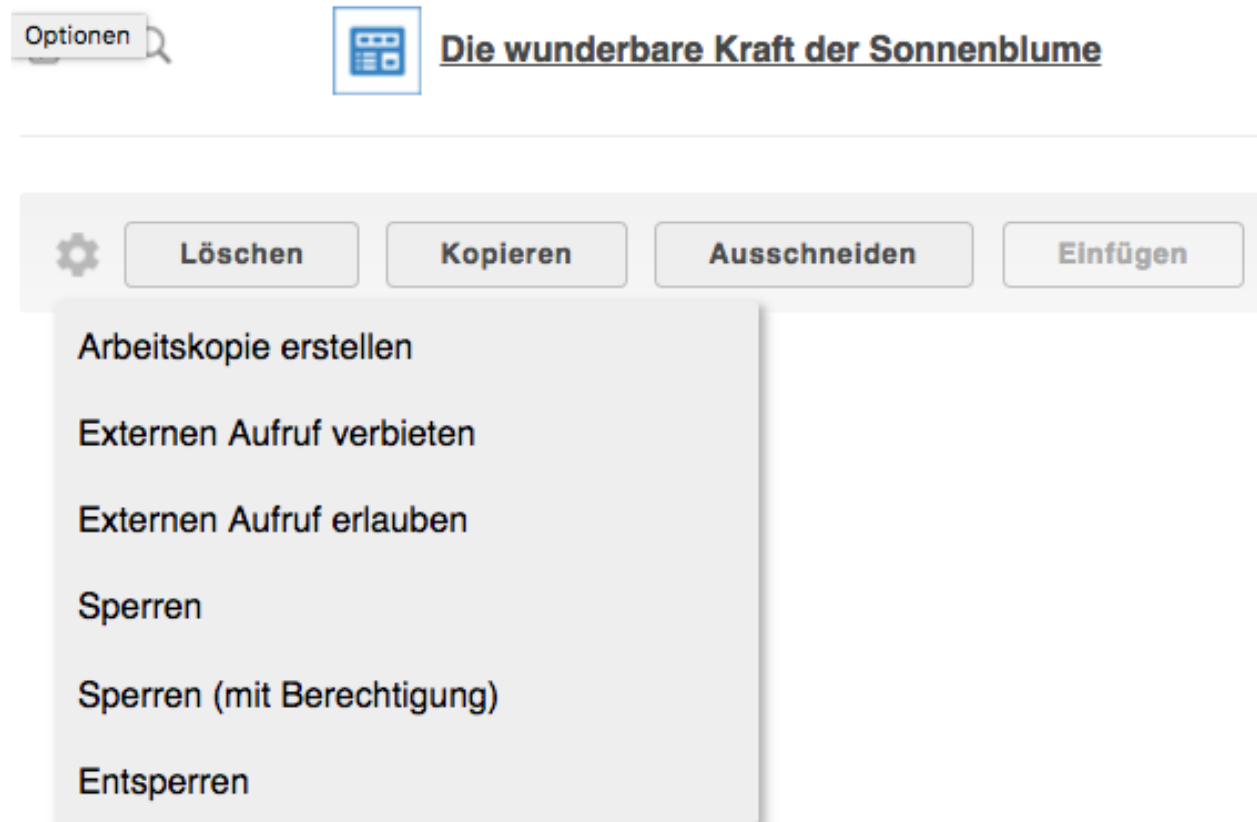 Optionen
Die wunderbare Kraft der Sonnenblume
Löschen Kopieren Ausschneiden Einfügen
Arbeitskopie erstellen
Externen Aufruf verbieten
Externen Aufruf erlauben
Sperren
Sperren (mit Berechtigung)
Entsperren